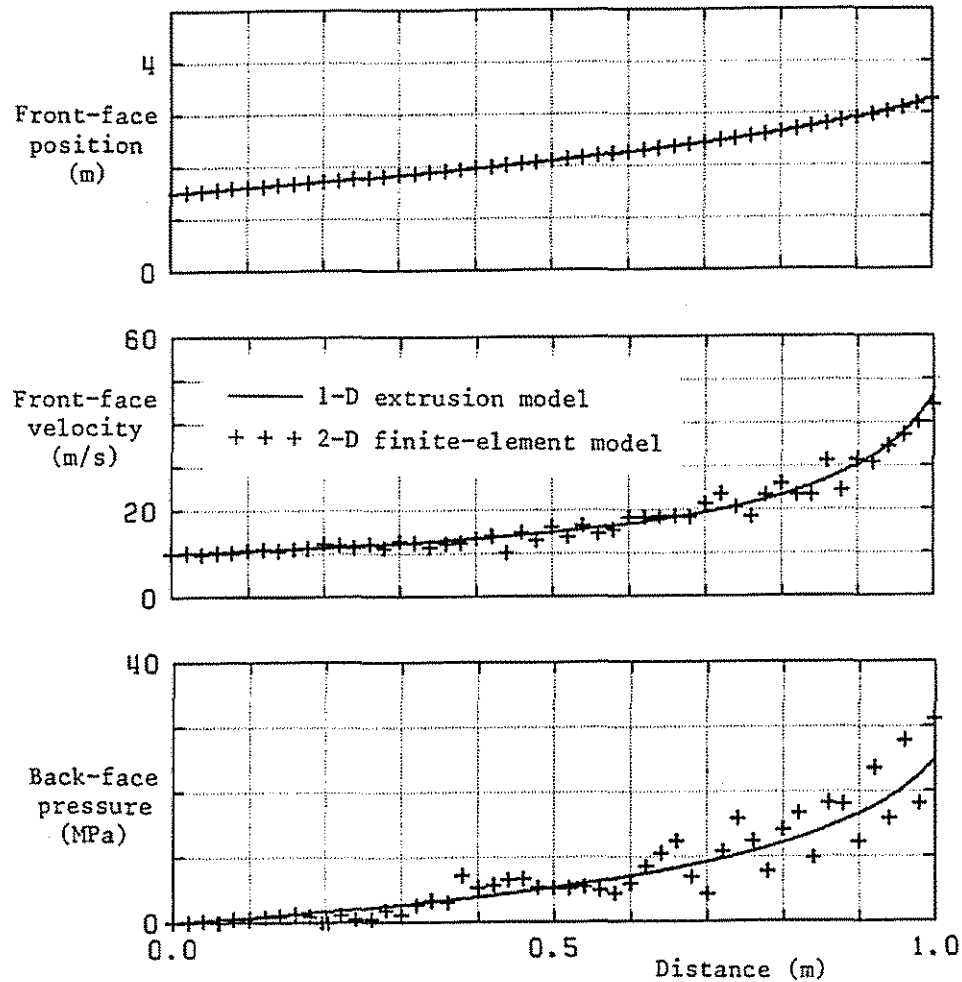 4
Front-face
position
(m)
0
60
Front-face
velocity
(m/s)
20
0
1-D extrusion model
+ + + 2-D finite-element model
40
Back-face
pressure
(MPa)
0
0.0
0.5
1.0
Distance (m)